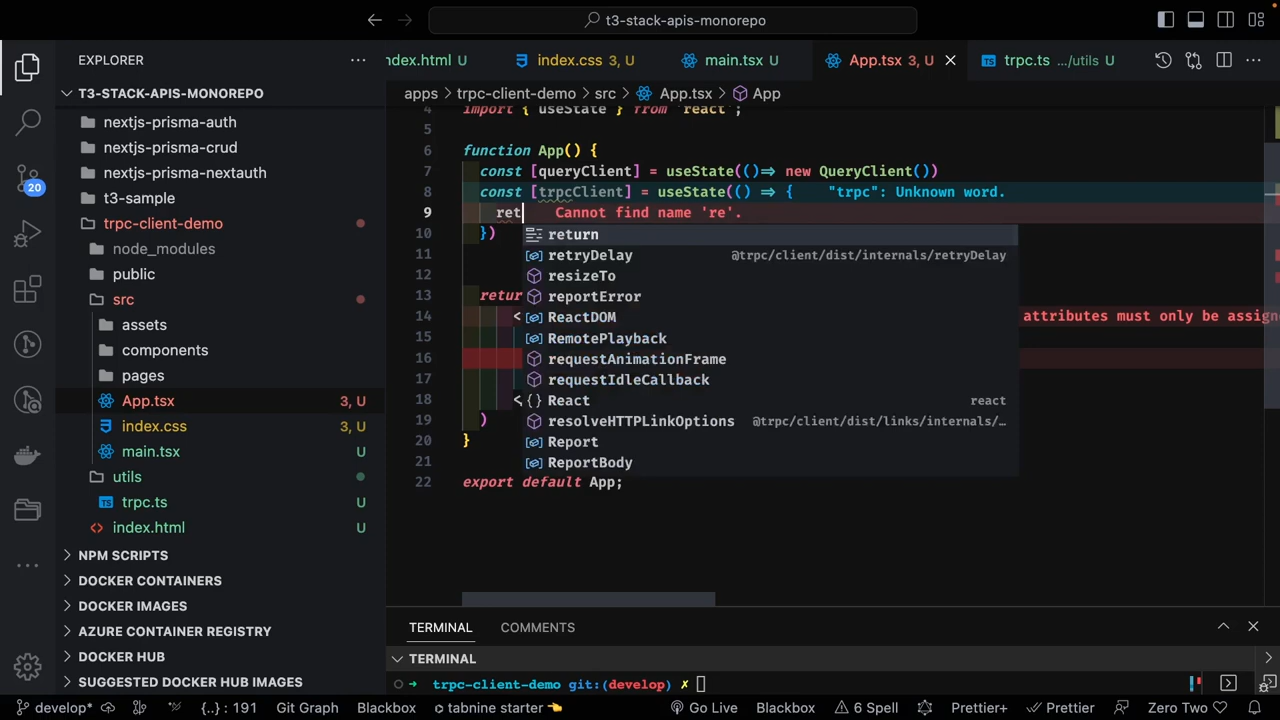 t3-stack-apis-monorepo
EXPLORER
index.html U
index.css 3, U
main.tsx U
App.tsx 3, U
trpc.ts .../utils U
T3-STACK-APIS-MONOREPO
apps
trpc-client-demo
src
App.tsx
App
nextjs-prisma-auth
nextjs-prisma-crud
nextjs-prisma-nextauth
t3-sample
trpc-client-demo
node_modules
public
src
assets
components
pages
App.tsx 3, U
index.css 3, U
main.tsx U
utils
trpc.ts U
index.html U
NPM SCRIPTS
DOCKER CONTAINERS
DOCKER IMAGES
AZURE CONTAINER REGISTRY
DOCKER HUB
SUGGESTED DOCKER HUB IMAGES
20
4 import { useState } from 'react';
5
6 function App() {
7 const [queryClient] = useState(()=> new QueryClient())
8 const [trpcClient] = useState(() => { "trpc": Unknown word.
9 ret Cannot find name 're'.
10 })
11
12
13 retur
14 < attributes must only be assign
15
16
17
18 <
19 )
20 }
21
22 export default App;
return
retryDelay @trpc/client/dist/internals/retryDelay
resizeTo
reportError
ReactDOM
RemotePlayback
requestAnimationFrame
requestIdleCallback
React react
resolveHTTPLinkOptions @trpc/client/dist/links/internals/…
Report
ReportBody
TERMINAL COMMENTS
TERMINAL
trpc-client-demo git:(develop) ✗
develop* {..} : 191 Git Graph Blackbox tabnine starter Go Live Blackbox 6 Spell Prettier+ Prettier Zero Two